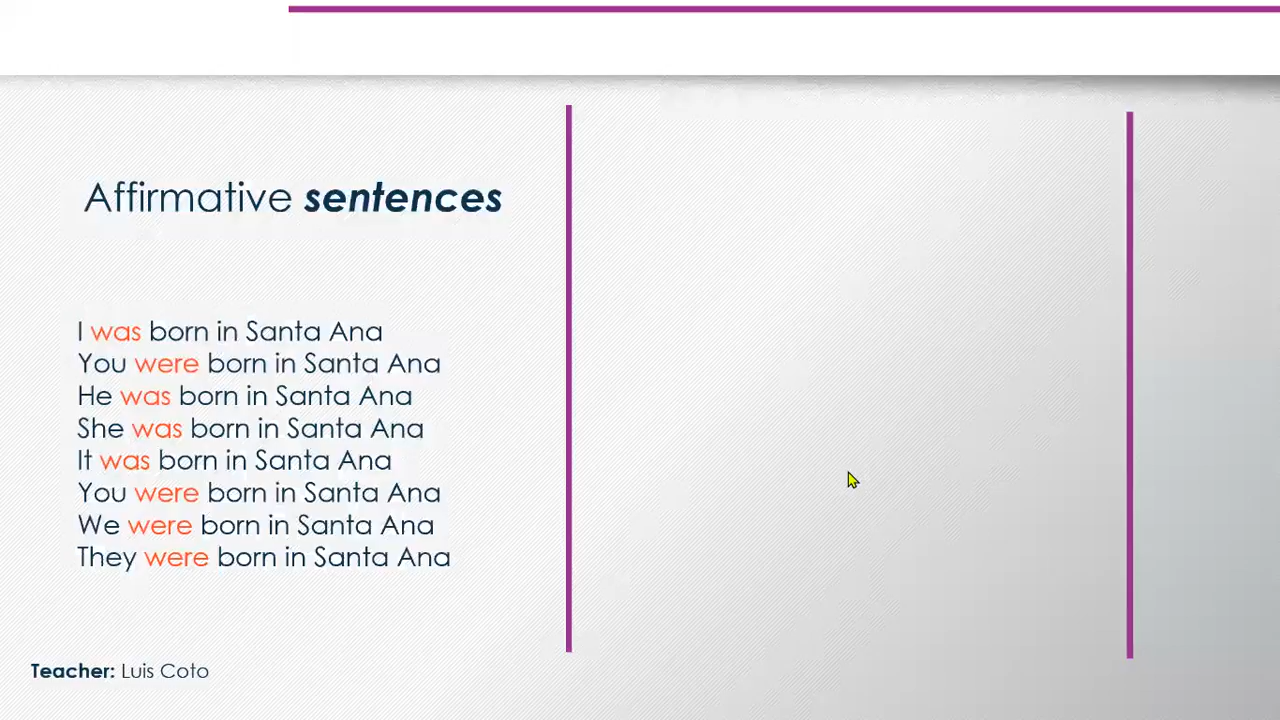 Affirmative sentences
I was born in Santa Ana
You were born in Santa Ana
He was born in Santa Ana
She was born in Santa Ana
It was born in Santa Ana
You were born in Santa Ana
We were born in Santa Ana
They were born in Santa Ana
Teacher: Luis Coto